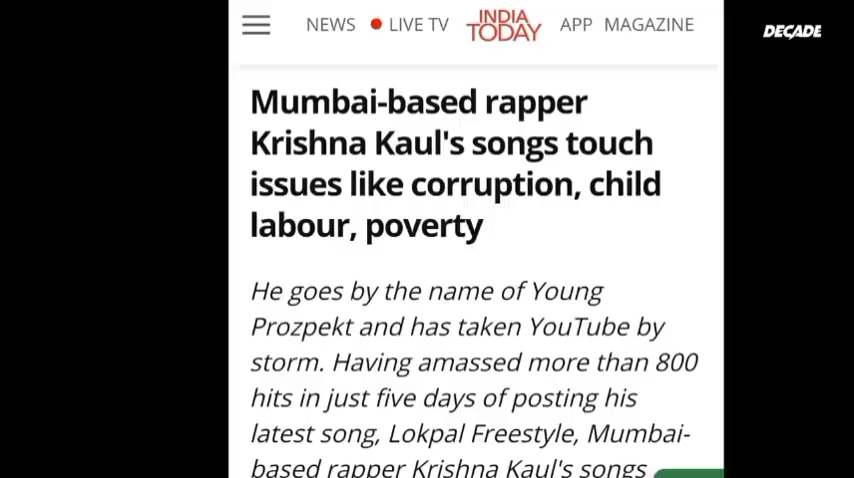 NEWS LIVE TV INDIA TODAY APP MAGAZINE
DECADE
Mumbai-based rapper
Krishna Kaul's songs touch
issues like corruption, child
labour, poverty
He goes by the name of Young
Prozpekt and has taken YouTube by
storm. Having amassed more than 800
hits in just five days of posting his
latest song, Lokpal Freestyle, Mumbai-
based rapper Krishna Kaul's songs